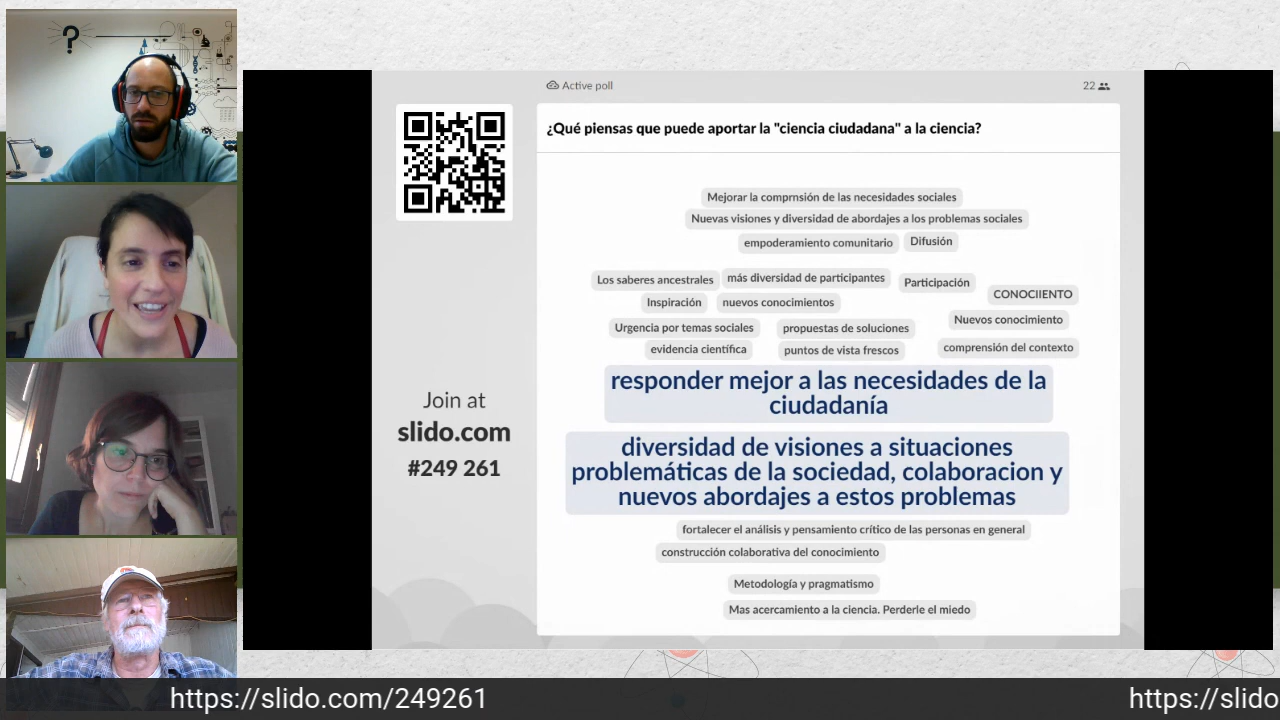 ?
Active poll
22
¿Qué piensas que puede aportar la "ciencia ciudadana" a la ciencia?
Mejorar la comprnsión de las necesidades sociales
Nuevas visiones y diversidad de abordajes a los problemas sociales
empoderamiento comunitario
Difusión
Los saberes ancestrales
más diversidad de participantes
Participación
CONOCIIENTO
Inspiración
nuevos conocimientos
Nuevos conocimiento
Urgencia por temas sociales
propuestas de soluciones
evidencia científica
puntos de vista frescos
comprensión del contexto
responder mejor a las necesidades de la
ciudadanía
diversidad de visiones a situaciones
problemáticas de la sociedad, colaboracion y
nuevos abordajes a estos problemas
fortalecer el análisis y pensamiento crítico de las personas en general
construcción colaborativa del conocimiento
Metodología y pragmatismo
Mas acercamiento a la ciencia. Perderle el miedo
Join at
slido.com
#249 261
https://slido.com/249261
https://slido